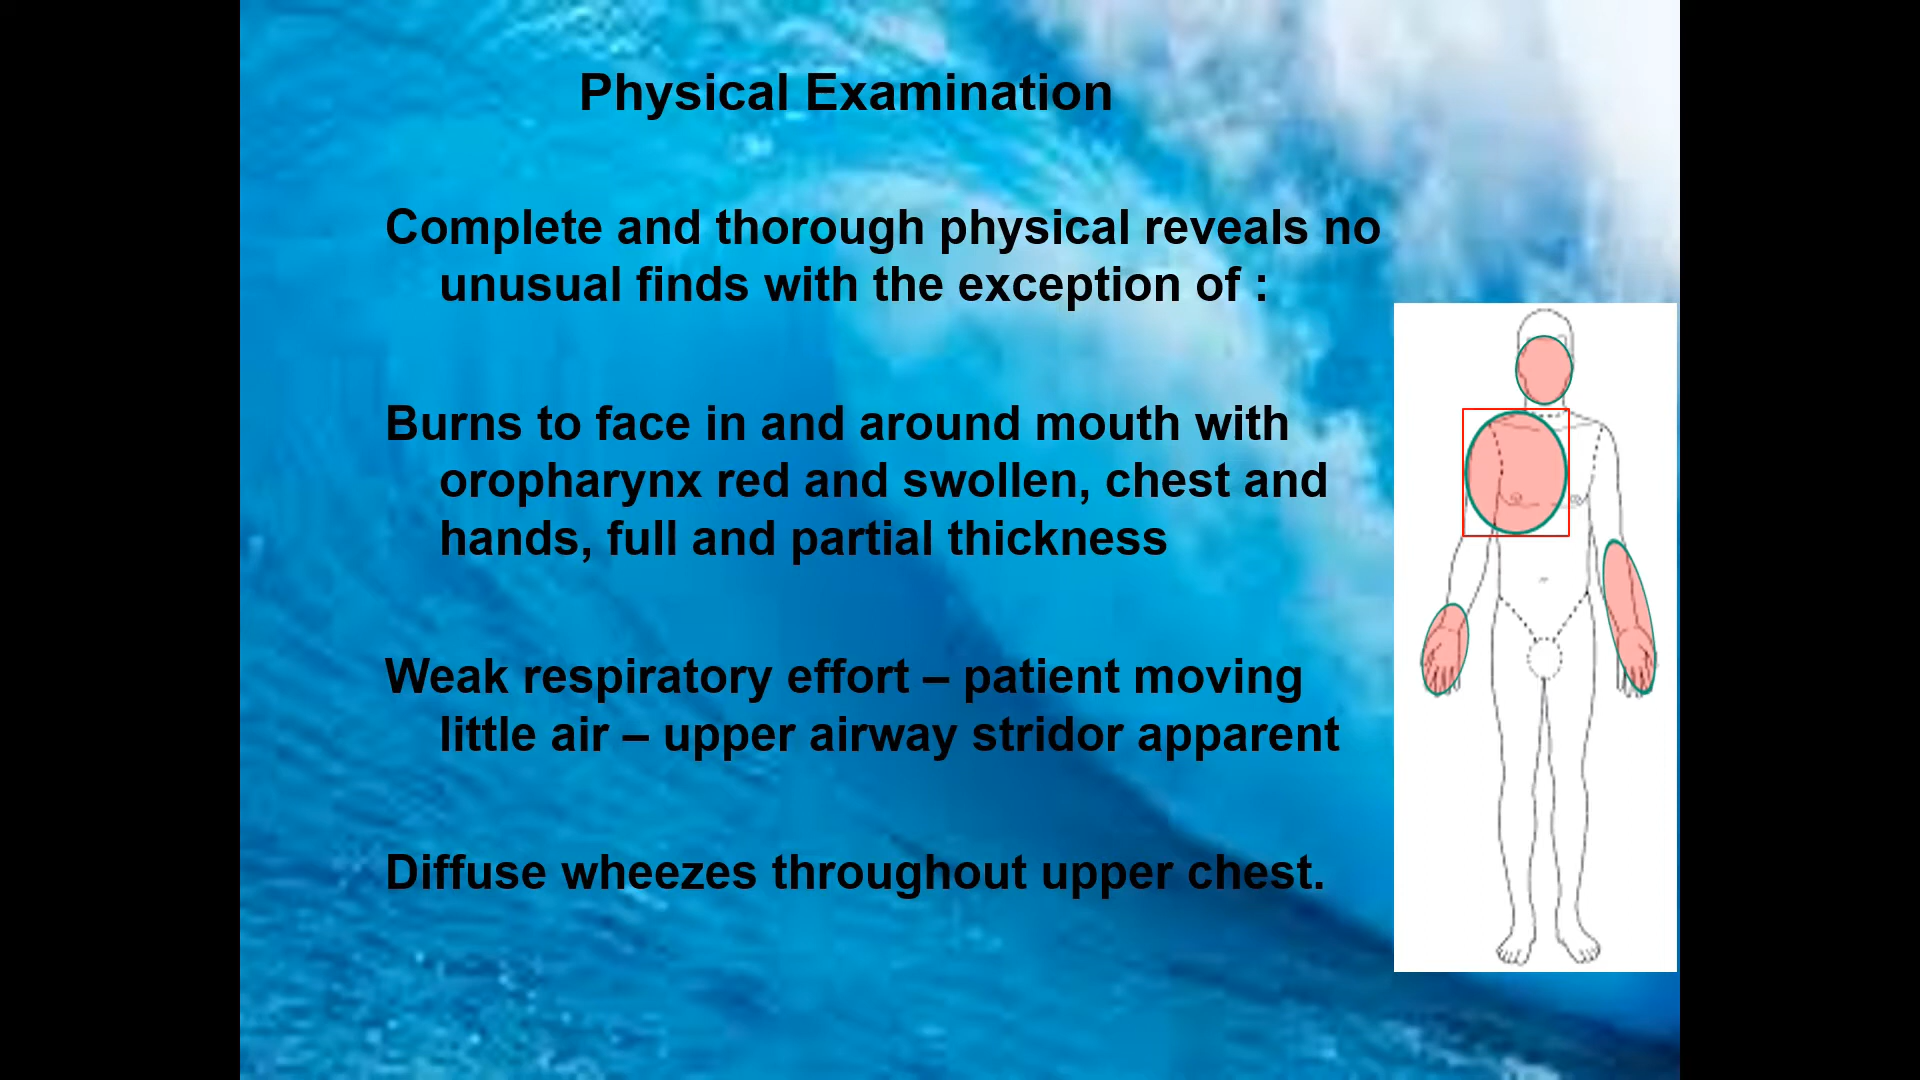 Physical Examination
Complete and thorough physical reveals no
unusual finds with the exception of :
Burns to face in and around mouth with
oropharynx red and swollen, chest and
hands, full and partial thickness
Weak respiratory effort – patient moving
little air – upper airway stridor apparent
Diffuse wheezes throughout upper chest.